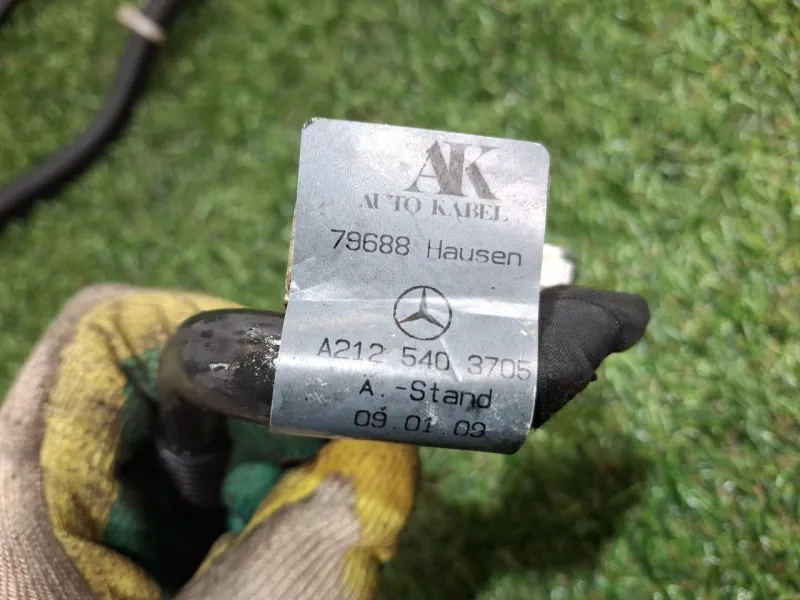 AK
AUTO KABEL
79688 Hausen
A212 540 3705
A.-Stand
09.01.09